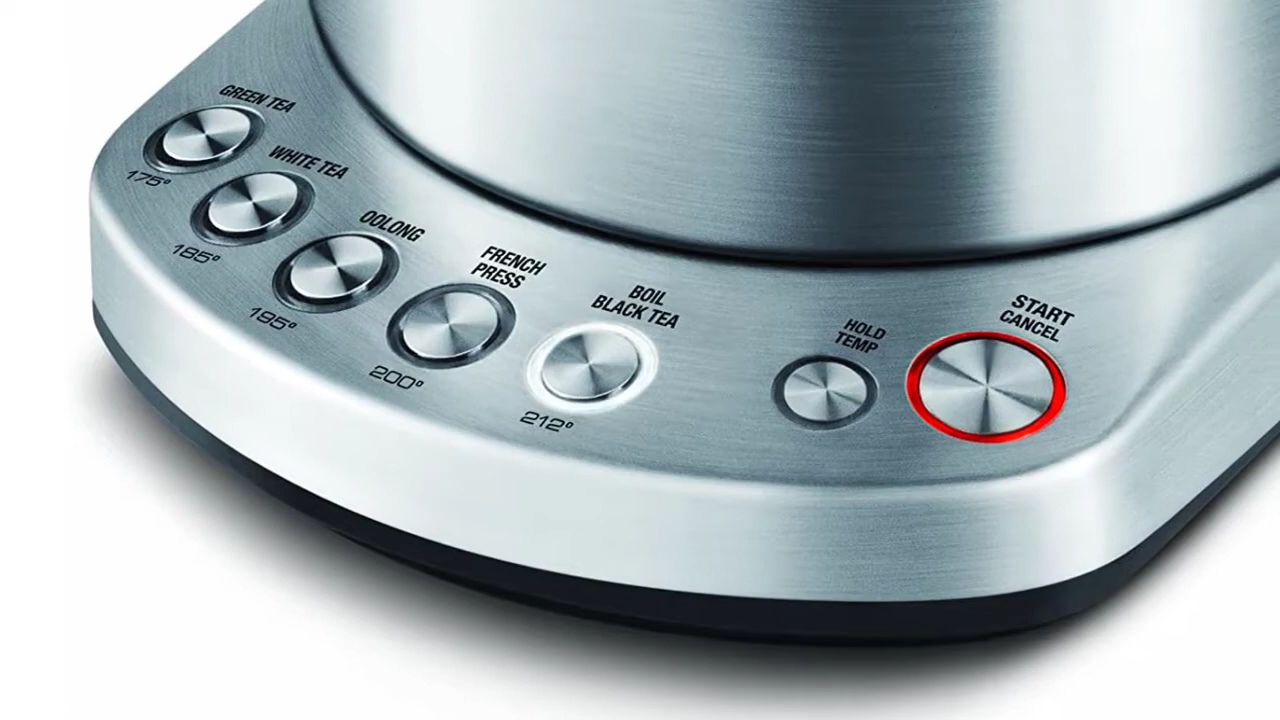 GREEN TEA
175°
WHITE TEA
185°
OOLONG
195°
FRENCH
PRESS
200°
BOIL
BLACK TEA
212°
HOLD
TEMP
START
CANCEL